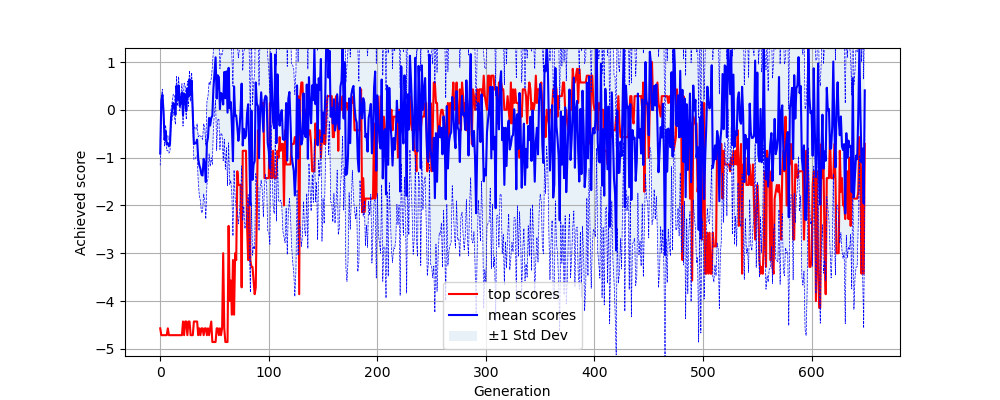 1
0
−1
−2
−3
−4
−5
Achieved score
top scores
mean scores
±1 Std Dev
0 100 200 300 400 500 600
Generation